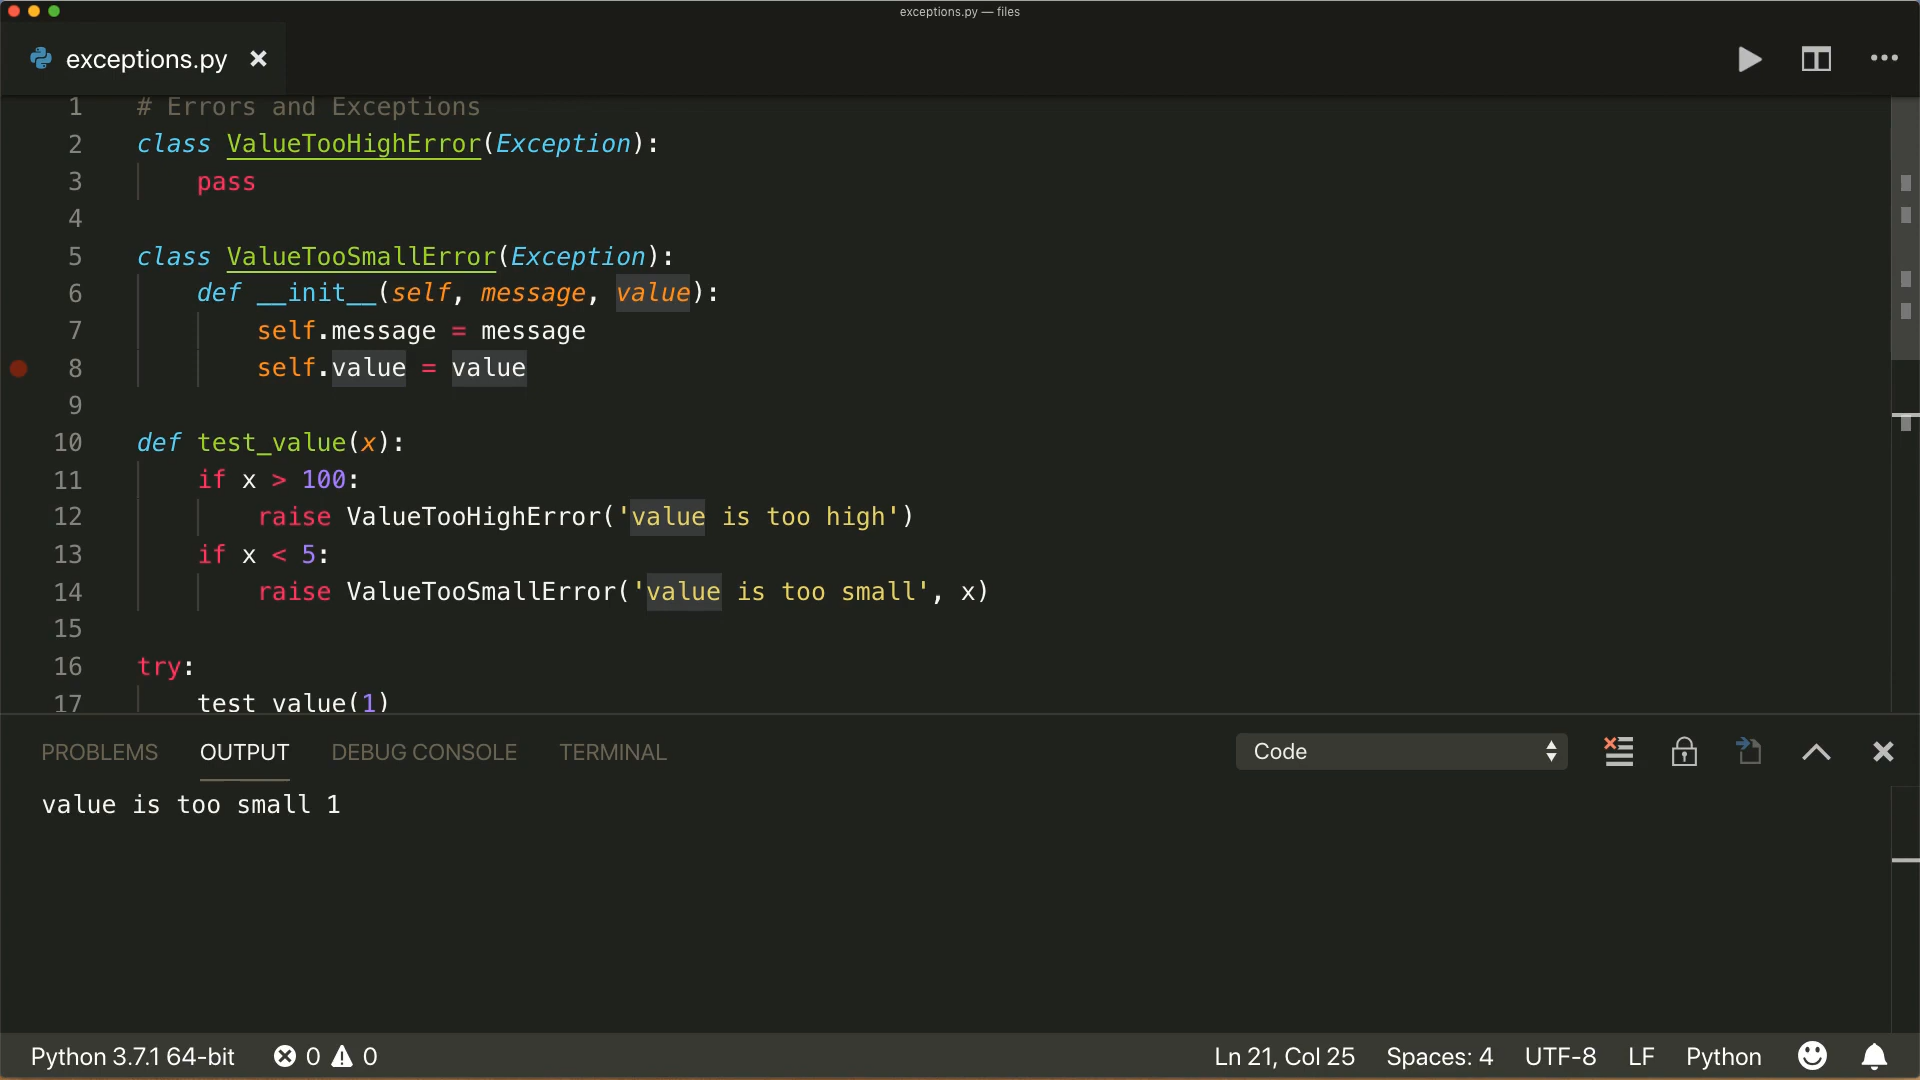 exceptions.py — files
exceptions.py
1 # Errors and Exceptions
2 class ValueTooHighError(Exception):
3 pass
4
5 class ValueTooSmallError(Exception):
6 def __init__(self, message, value):
7 self.message = message
8 self.value = value
9
10 def test_value(x):
11 if x > 100:
12 raise ValueTooHighError('value is too high')
13 if x < 5:
14 raise ValueTooSmallError('value is too small', x)
15
16 try:
17 test_value(1)
PROBLEMS OUTPUT DEBUG CONSOLE TERMINAL Code
value is too small 1
Python 3.7.1 64-bit 0 0 Ln 21, Col 25 Spaces: 4 UTF-8 LF Python